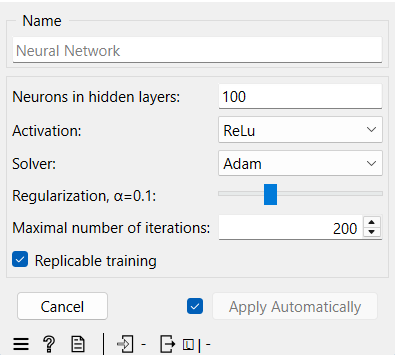 Name
Neural Network
Neurons in hidden layers: 100
Activation: ReLu
Solver: Adam
Regularization, α=0.1:
Maximal number of iterations: 200
Replicable training
Cancel Apply Automatically
? - | -